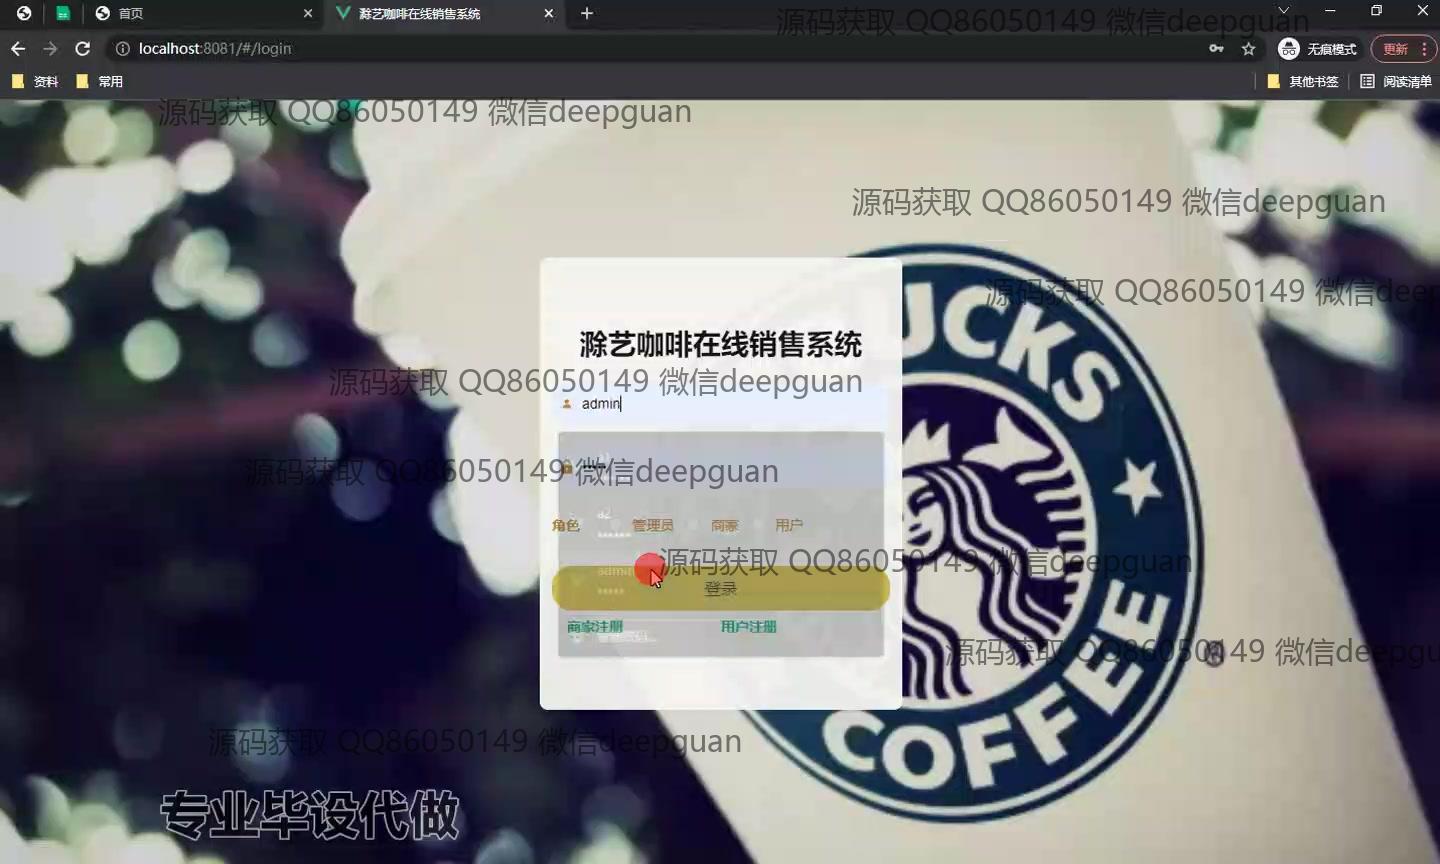 首页
滁艺咖啡在线销售系统
源码获取 QQ86050149 微信deepguan
localhost:8081/#/login
无痕模式
更新
资料
常用
其他书签
阅读清单
源码获取 QQ86050149 微信deepguan
源码获取 QQ86050149 微信deepguan
UCKS
COFFEE
源码获取 QQ86050149 微信deep
滁艺咖啡在线销售系统
源码获取 QQ86050149 微信deepguan
admin
源码获取 QQ86050149 微信deepguan
a2
角色
管理员
商家
用户
源码获取 QQ86050149 微信deepguan
admin
登录
商家注册
用户注册
源码获取 QQ86050149 微信deepgu
源码获取 QQ86050149 微信deepguan
专业毕设代做